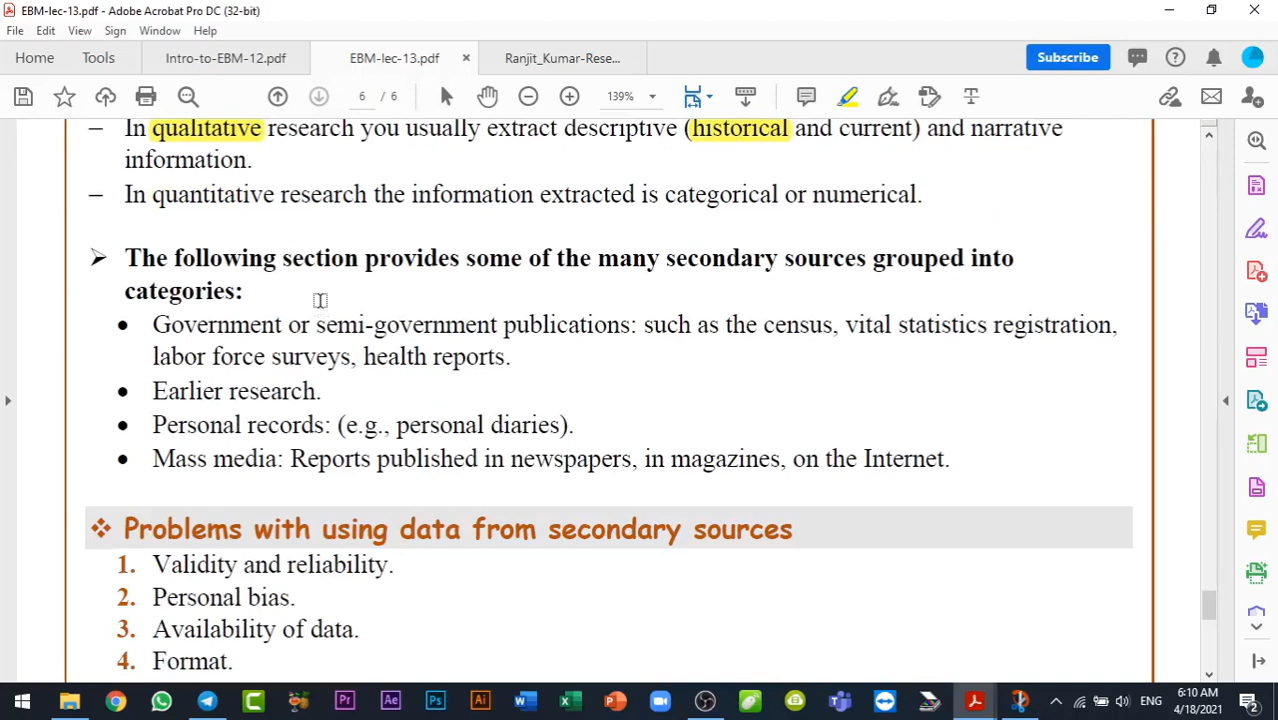 EBM-lec-13.pdf - Adobe Acrobat Pro DC (32-bit)
File Edit View Sign Window Help
Home Tools Intro-to-EBM-12.pdf EBM-lec-13.pdf × Ranjit_Kumar-Rese... Subscribe
6 / 6 139%
– In qualitative research you usually extract descriptive (historical and current) and narrative
information.
– In quantitative research the information extracted is categorical or numerical.
➢ The following section provides some of the many secondary sources grouped into
categories:
• Government or semi-government publications: such as the census, vital statistics registration,
labor force surveys, health reports.
• Earlier research.
• Personal records: (e.g., personal diaries).
• Mass media: Reports published in newspapers, in magazines, on the Internet.
❖ Problems with using data from secondary sources
1. Validity and reliability.
2. Personal bias.
3. Availability of data.
4. Format.
Pr Ae Ps Ai ENG 6:10 AM
4/18/2021 2